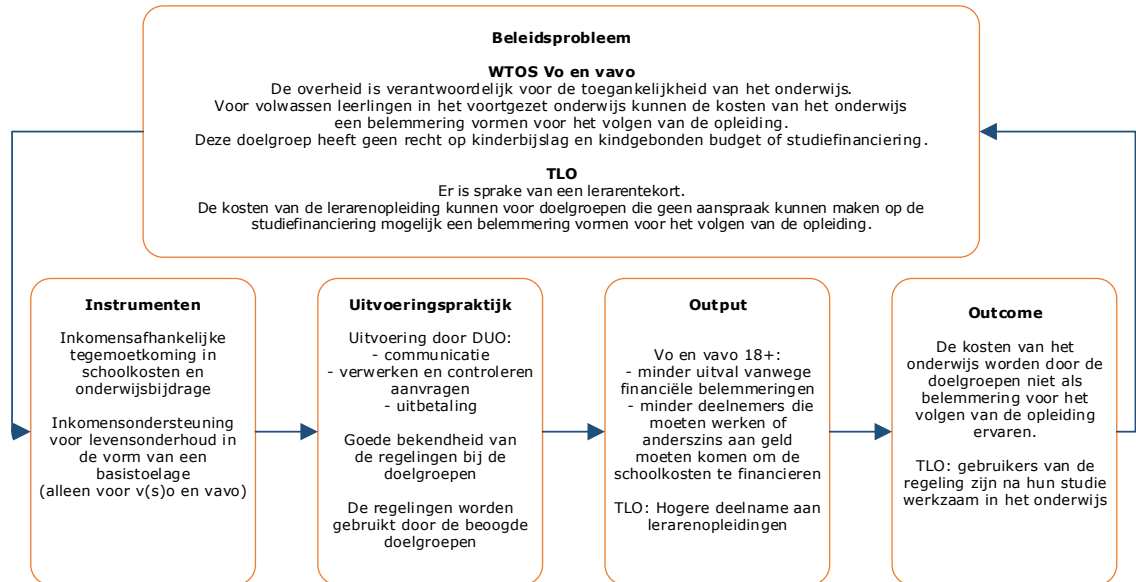 Beleidsprobleem
WTOS Vo en vavo
De overheid is verantwoordelijk voor de toegankelijkheid van het onderwijs.
Voor volwassen leerlingen in het voortgezet onderwijs kunnen de kosten van het onderwijs
een belemmering vormen voor het volgen van de opleiding.
Deze doelgroep heeft geen recht op kinderbijslag en kindgebonden budget of studiefinanciering.
TLO
Er is sprake van een lerarentekort.
De kosten van de lerarenopleiding kunnen voor doelgroepen die geen aanspraak kunnen maken op de
studiefinanciering mogelijk een belemmering vormen voor het volgen van de opleiding.
Instrumenten
Inkomensafhankelijke
tegemoetkoming in
schoolkosten en
onderwijsbijdrage
Inkomensondersteuning
voor levensonderhoud in
de vorm van een
basistoelage
(alleen voor v(s)o en vavo)
Uitvoeringspraktijk
Uitvoering door DUO:
- communicatie
- verwerken en controleren
aanvragen
- uitbetaling
Goede bekendheid van
de regelingen bij de
doelgroepen
De regelingen worden
gebruikt door de beoogde
doelgroepen
Output
Vo en vavo 18+:
- minder uitval vanwege
financiële belemmeringen
- minder deelnemers die
moeten werken of
anderszins aan geld
moeten komen om de
schoolkosten te financieren
TLO: Hogere deelname aan
lerarenopleidingen
Outcome
De kosten van het
onderwijs worden door de
doelgroepen niet als
belemmering voor het
volgen van de opleiding
ervaren.
TLO: gebruikers van de
regeling zijn na hun studie
werkzaam in het onderwijs